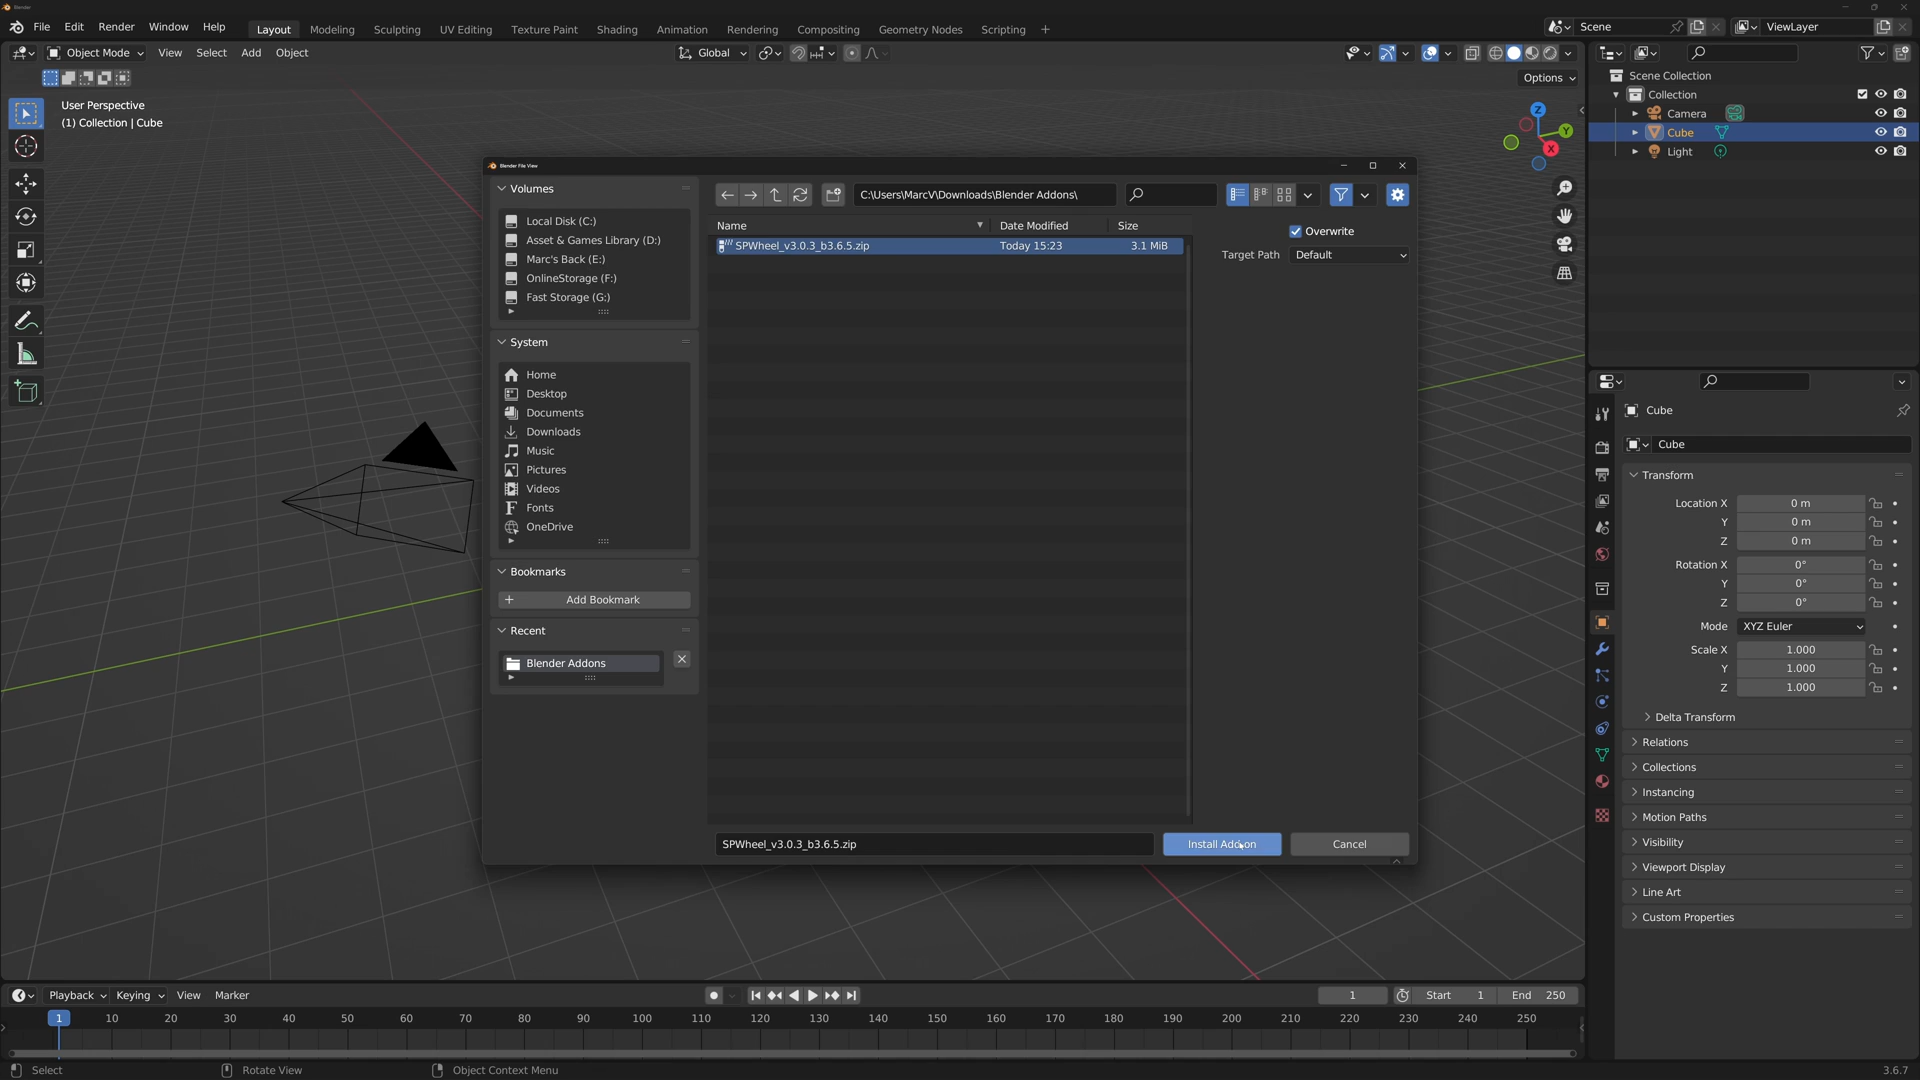 Blender
File Edit Render Window Help Layout Modeling Sculpting UV Editing Texture Paint Shading Animation Rendering Compositing Geometry Nodes Scripting + Scene ViewLayer
Object Mode View Select Add Object Global
Options
User Perspective
(1) Collection | Cube
Z
Y
X
Scene Collection
Collection
Camera
Cube
Light
Blender File View
Volumes
Local Disk (C:)
Asset & Games Library (D:)
Marc's Back (E:)
OnlineStorage (F:)
Fast Storage (G:)
System
Home
Desktop
Documents
Downloads
Music
Pictures
Videos
Fonts
OneDrive
Bookmarks
+ Add Bookmark
Recent
Blender Addons
C:\Users\MarcV\Downloads\Blender Addons\
Name Date Modified Size
SPWheel_v3.0.3_b3.6.5.zip Today 15:23 3.1 MiB
Overwrite
Target Path Default
SPWheel_v3.0.3_b3.6.5.zip Install Add-on Cancel
Cube
Cube
Transform
Location X 0 m
Y 0 m
Z 0 m
Rotation X 0°
Y 0°
Z 0°
Mode XYZ Euler
Scale X 1.000
Y 1.000
Z 1.000
Delta Transform
Relations
Collections
Instancing
Motion Paths
Visibility
Viewport Display
Line Art
Custom Properties
Playback Keying View Marker 1 Start 1 End 250
1 10 20 30 40 50 60 70 80 90 100 110 120 130 140 150 160 170 180 190 200 210 220 230 240 250
Select Rotate View Object Context Menu 3.6.7